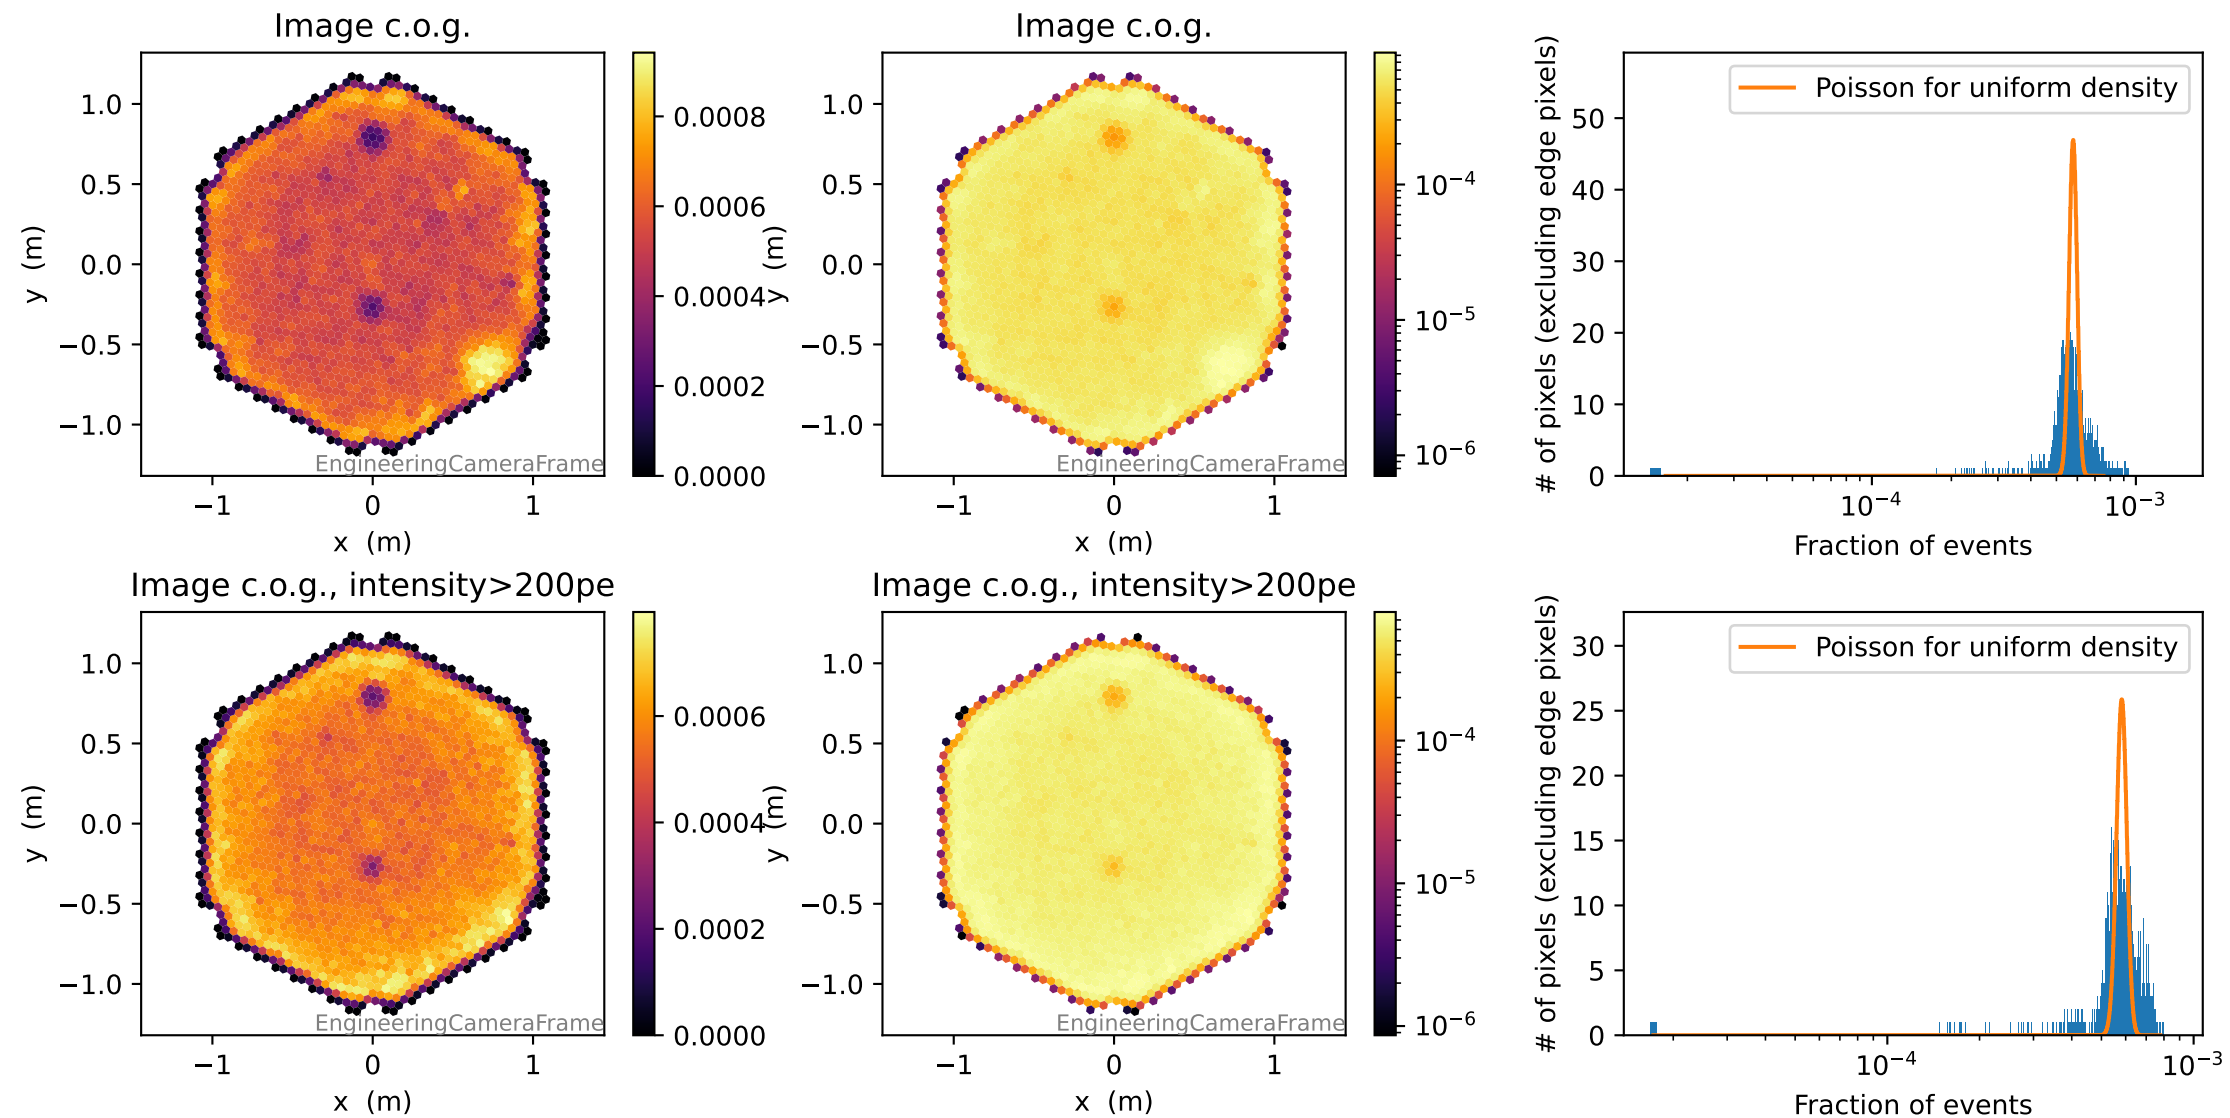 Image c.o.g.
1.0
0.5
0.0
−0.5
−1.0
y (m)
−1
0
1
x (m)
EngineeringCameraFrame
0.0008
0.0006
0.0004
0.0002
0.0000
Image c.o.g.
1.0
0.5
0.0
−0.5
−1.0
y (m)
−1
0
1
x (m)
EngineeringCameraFrame
10⁻⁴
10⁻⁵
10⁻⁶
Poisson for uniform density
50
40
30
20
10
0
# of pixels (excluding edge pixels)
10⁻⁴
10⁻³
Fraction of events
Image c.o.g., intensity>200pe
1.0
0.5
0.0
−0.5
−1.0
y (m)
−1
0
1
x (m)
EngineeringCameraFrame
0.0006
0.0004
0.0002
0.0000
Image c.o.g., intensity>200pe
1.0
0.5
0.0
−0.5
−1.0
y (m)
−1
0
1
x (m)
EngineeringCameraFrame
10⁻⁴
10⁻⁵
10⁻⁶
Poisson for uniform density
30
25
20
15
10
5
0
# of pixels (excluding edge pixels)
10⁻⁴
10⁻³
Fraction of events